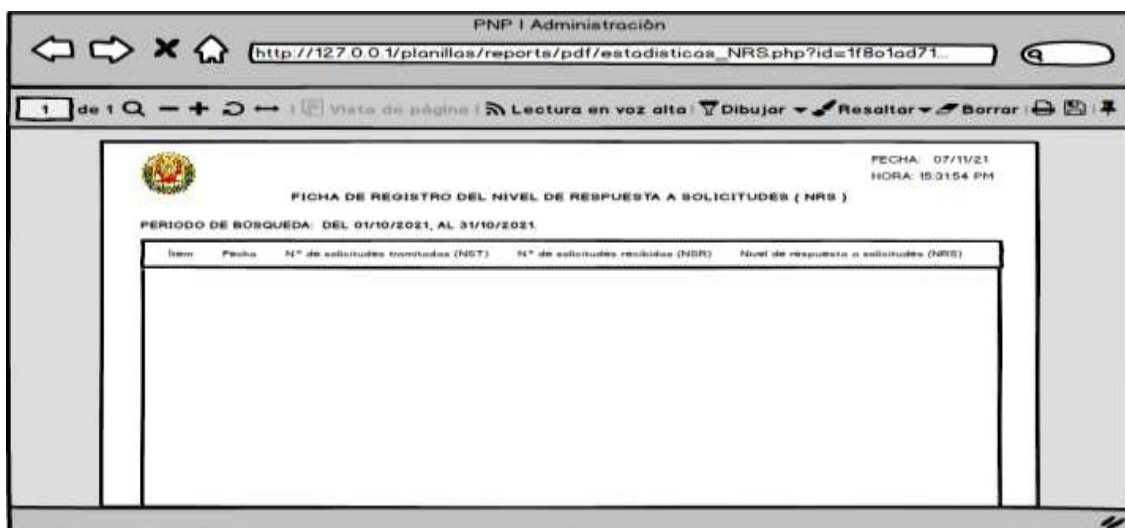 PNP | Administración
http://127.0.0.1/planillas/reports/pdf/estadisticas_NRS.php?id=1f8o1ad71...
1 de 1 Vista de página Lectura en voz alta Dibujar Resaltar Borrar
FECHA: 07/11/21
HORA: 15:31:54 PM
FICHA DE REGISTRO DEL NIVEL DE RESPUESTA A SOLICITUDES ( NRS )
PERIODO DE BÚSQUEDA: DEL 01/10/2021, AL 31/10/2021.
Ítem Fecha N° de solicitudes tramitadas (NST) N° de solicitudes recibidas (NSR) Nivel de respuesta a solicitudes (NRS)